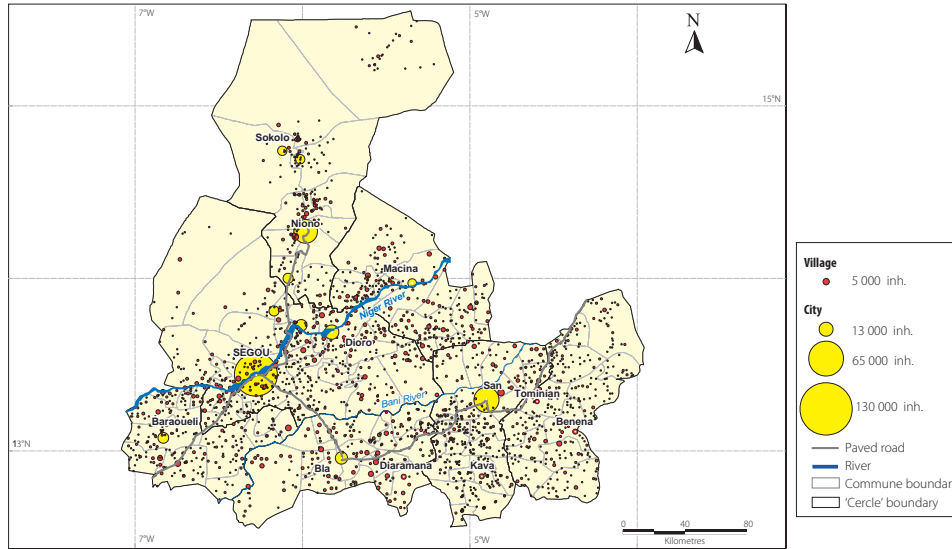 7°W
5°W
N
15°N
Sokolo
Niono
Macina
Niger River
Dioro
SEGOU
San
Bani River
Tominian
Baraoueli
Benena
13°N
Bla
Diaramana
Kava
0 40 80
Kilometres
7°W
5°W
Village
5 000 inh.
City
13 000 inh.
65 000 inh.
130 000 inh.
Paved road
River
Commune boundar
'Cercle' boundary